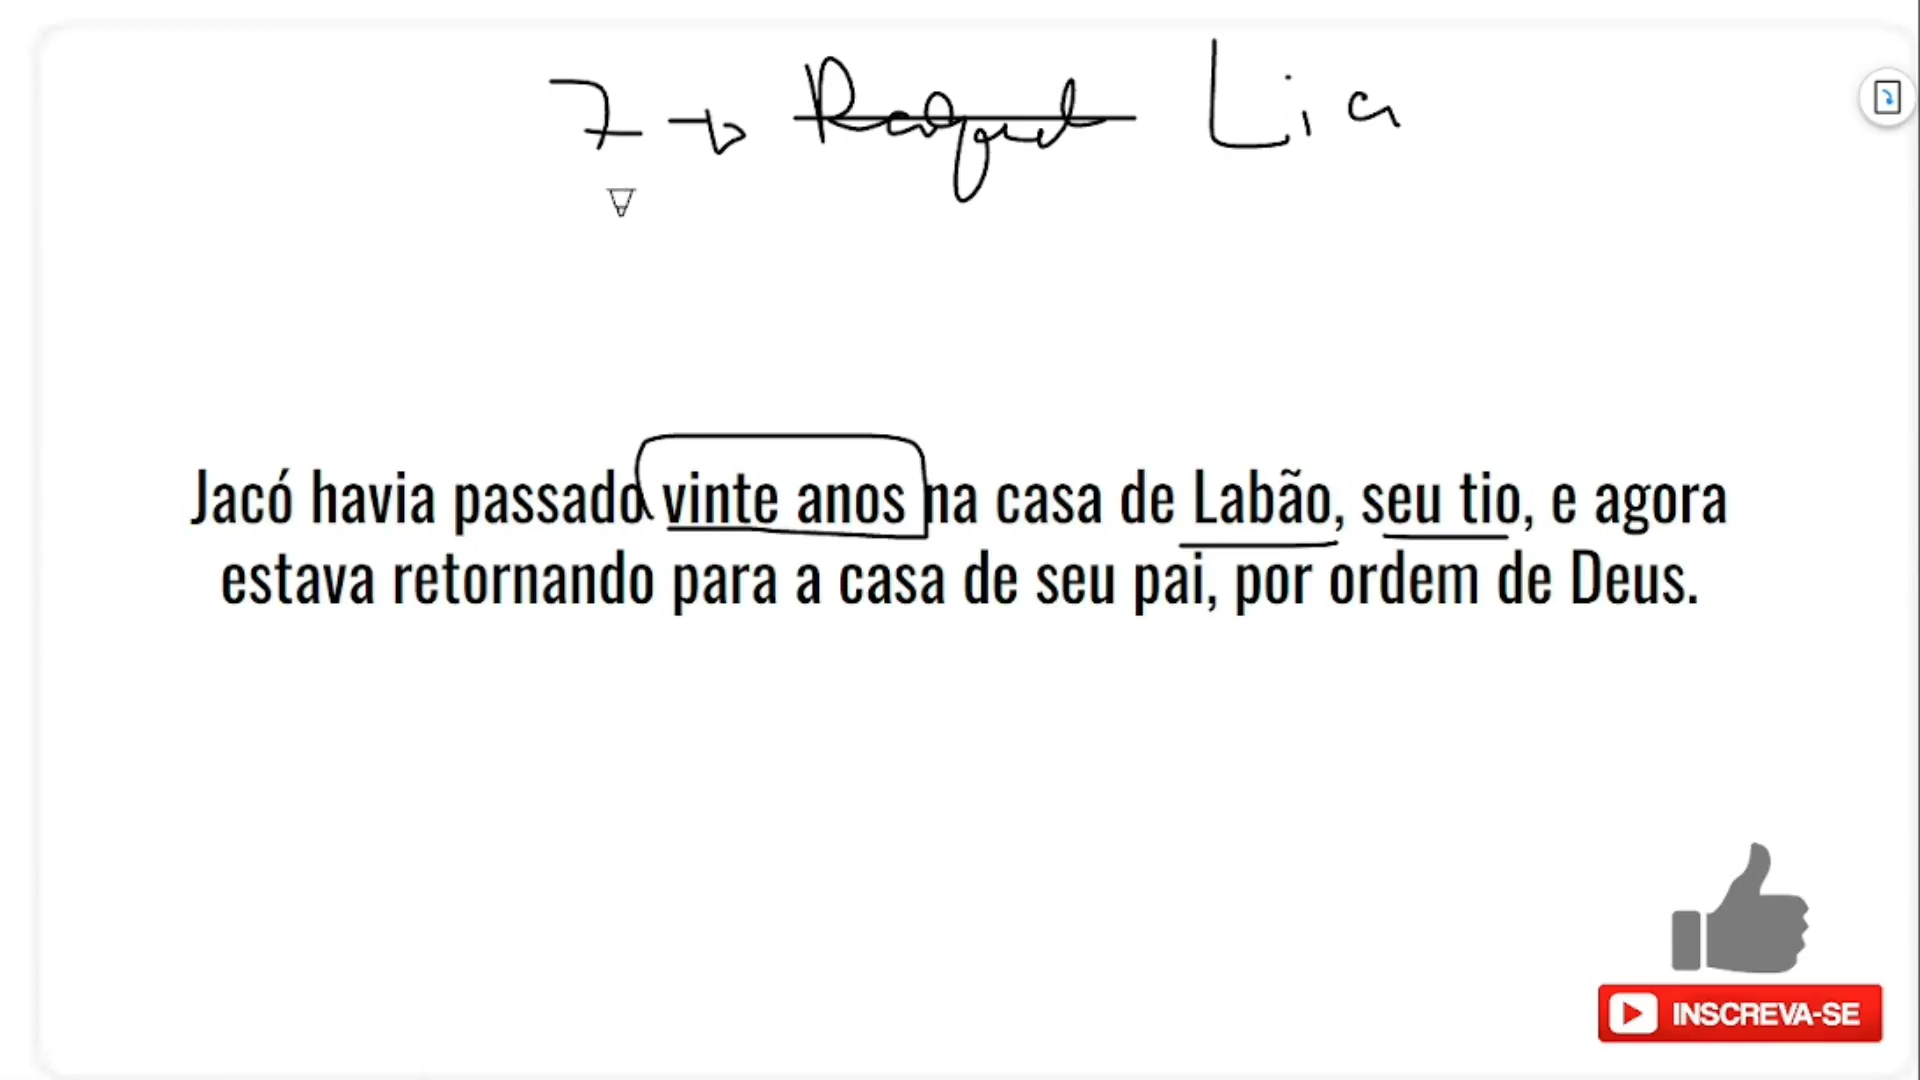 7 → Raquel Lia
Jacó havia passado vinte anos na casa de Labão, seu tio, e agora
estava retornando para a casa de seu pai, por ordem de Deus.
INSCREVA-SE